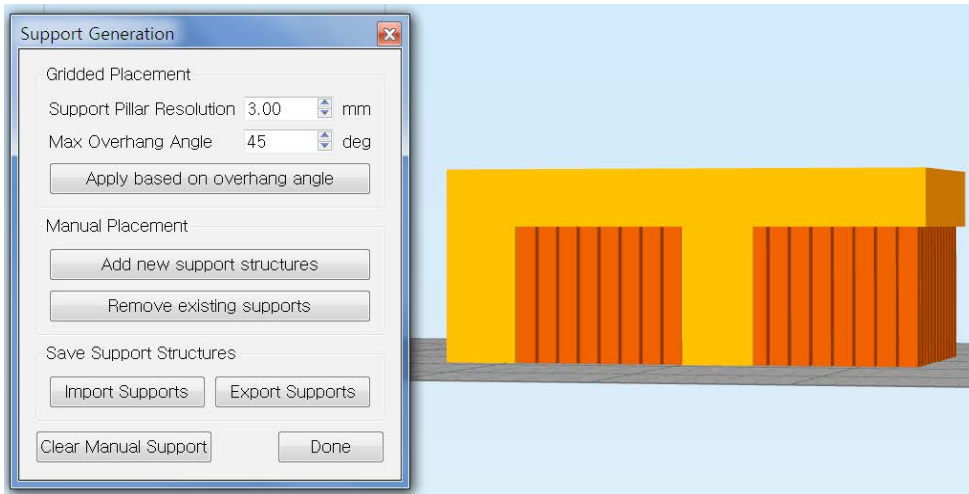 Support Generation
Gridded Placement
Support Pillar Resolution 3.00 mm
Max Overhang Angle 45 deg
Apply based on overhang angle
Manual Placement
Add new support structures
Remove existing supports
Save Support Structures
Import Supports Export Supports
Clear Manual Support Done